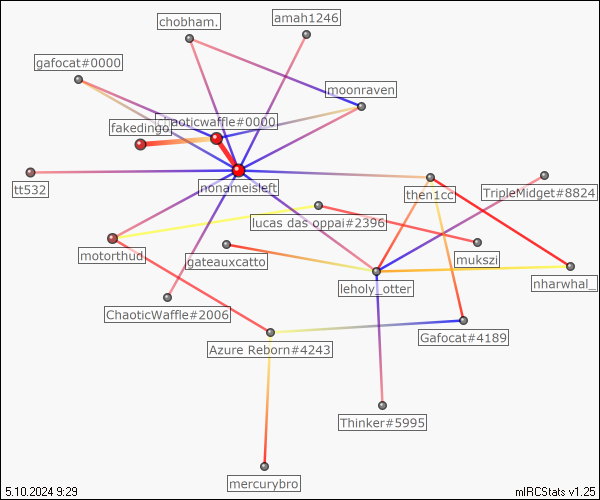 chobham.
amah1246
gafocat#0000
moonraven
chaoticwaffle#0000
fakedingo
nonameisleft
tt532
then1cc
TripleMidget#8824
lucas das oppai#2396
motorthud
gateauxcatto
mukszi
leholy_otter
nharwhal_
ChaoticWaffle#2006
Gafocat#4189
Azure Reborn#4243
Thinker#5995
mercurybro
5.10.2024 9:29
mIRCStats v1.25